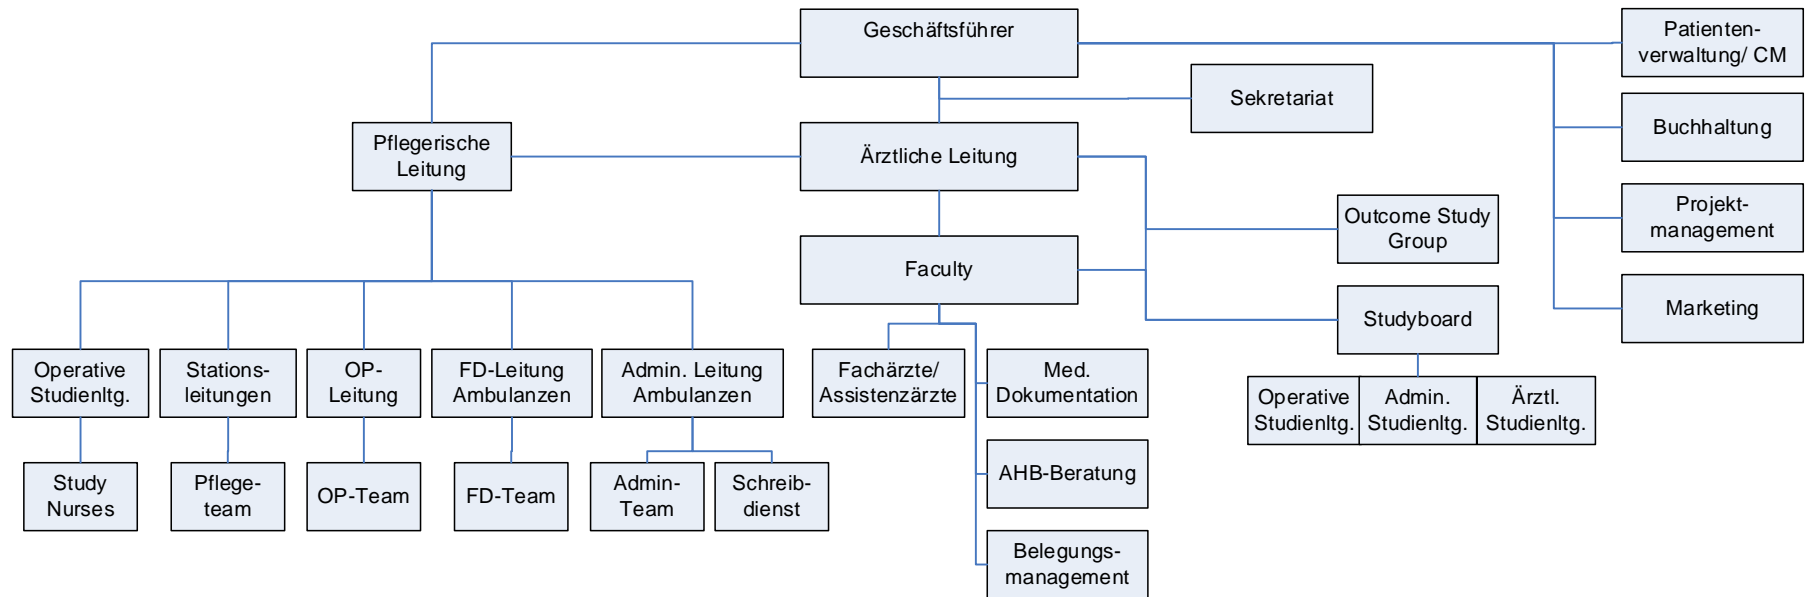 Geschäftsführer
Patienten-
verwaltung/ CM
Sekretariat
Buchhaltung
Pflegerische
Leitung
Ärztliche Leitung
Projekt-
management
Outcome Study
Group
Faculty
Marketing
Studyboard
Operative
Studienltg.
Stations-
leitungen
OP-
Leitung
FD-Leitung
Ambulanzen
Admin. Leitung
Ambulanzen
Fachärzte/
Assistenzärzte
Med.
Dokumentation
Operative
Studienltg.
Admin.
Studienltg.
Ärztl.
Studienltg.
Study
Nurses
Pflege-
team
OP-Team
FD-Team
Admin-
Team
Schreib-
dienst
AHB-Beratung
Belegungs-
management